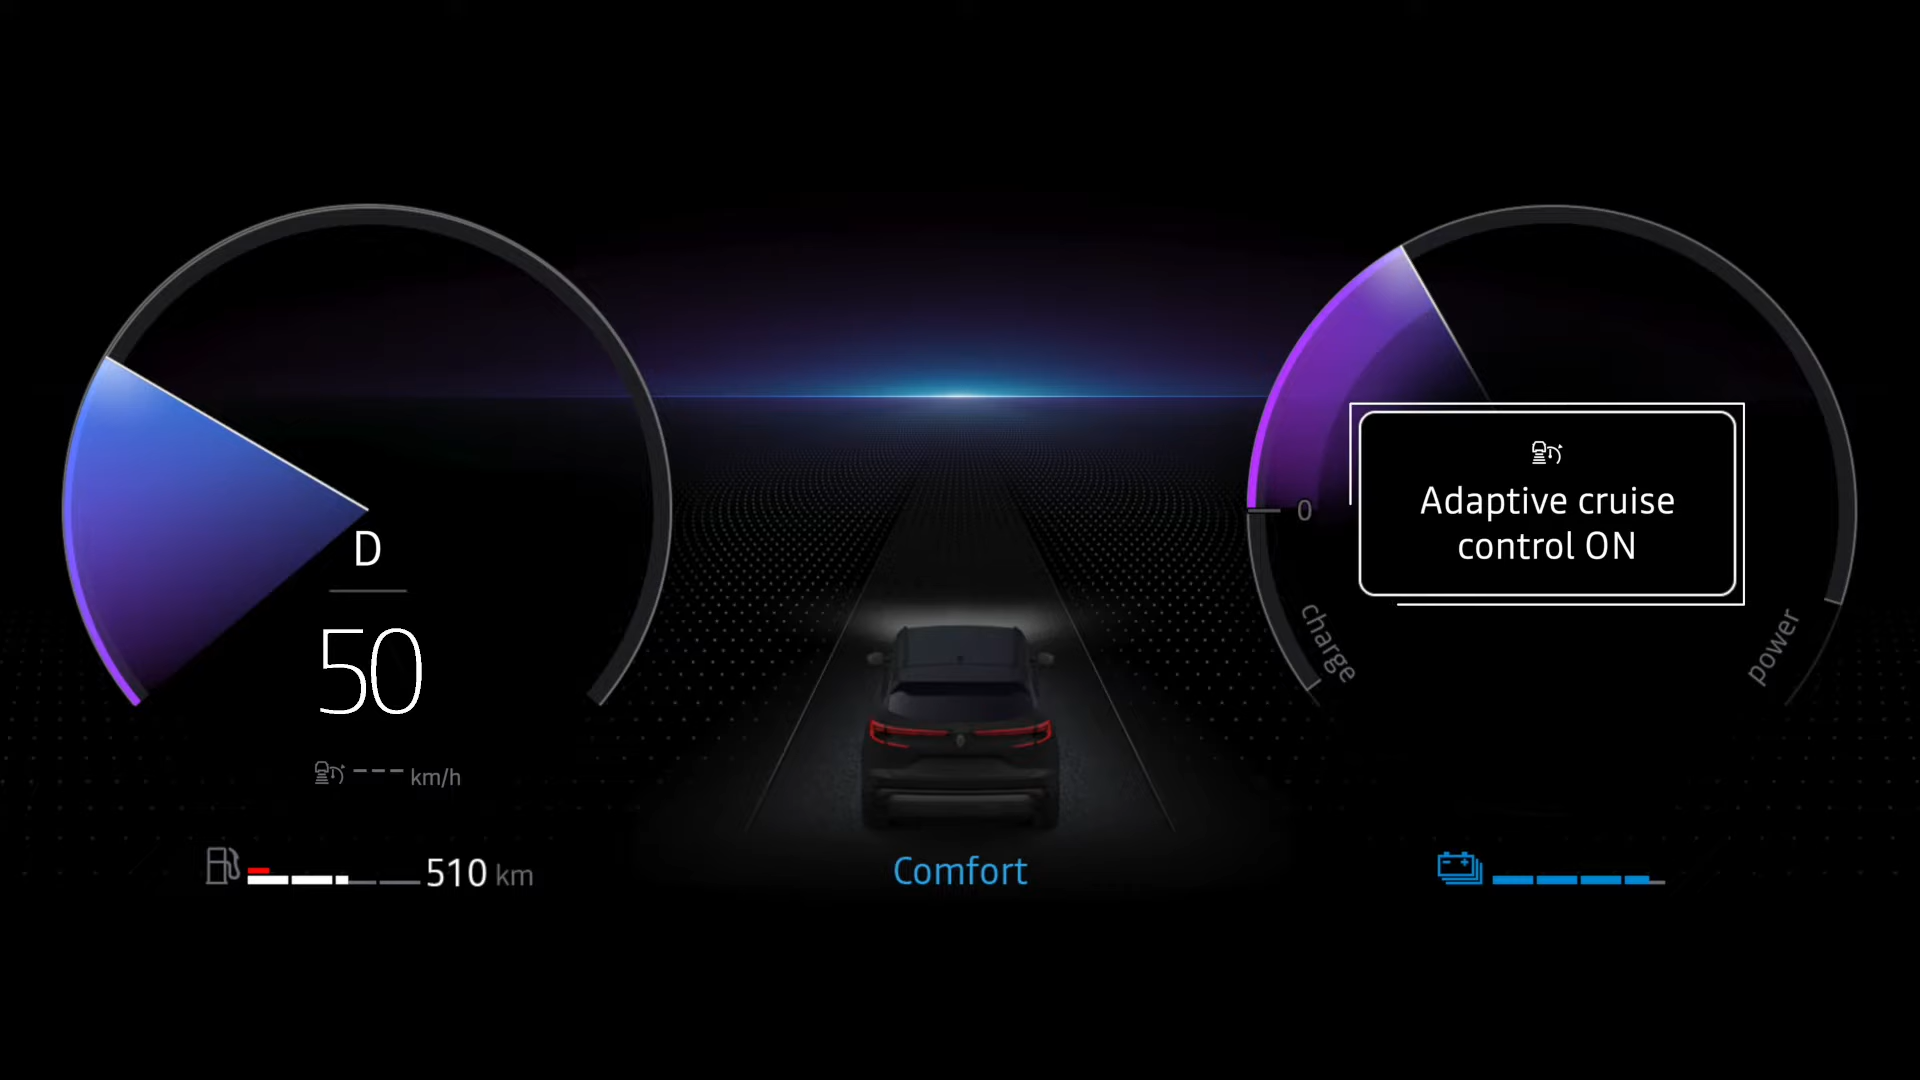 D
50
--- km/h
510 km
Comfort
0
Adaptive cruise
control ON
charge
power